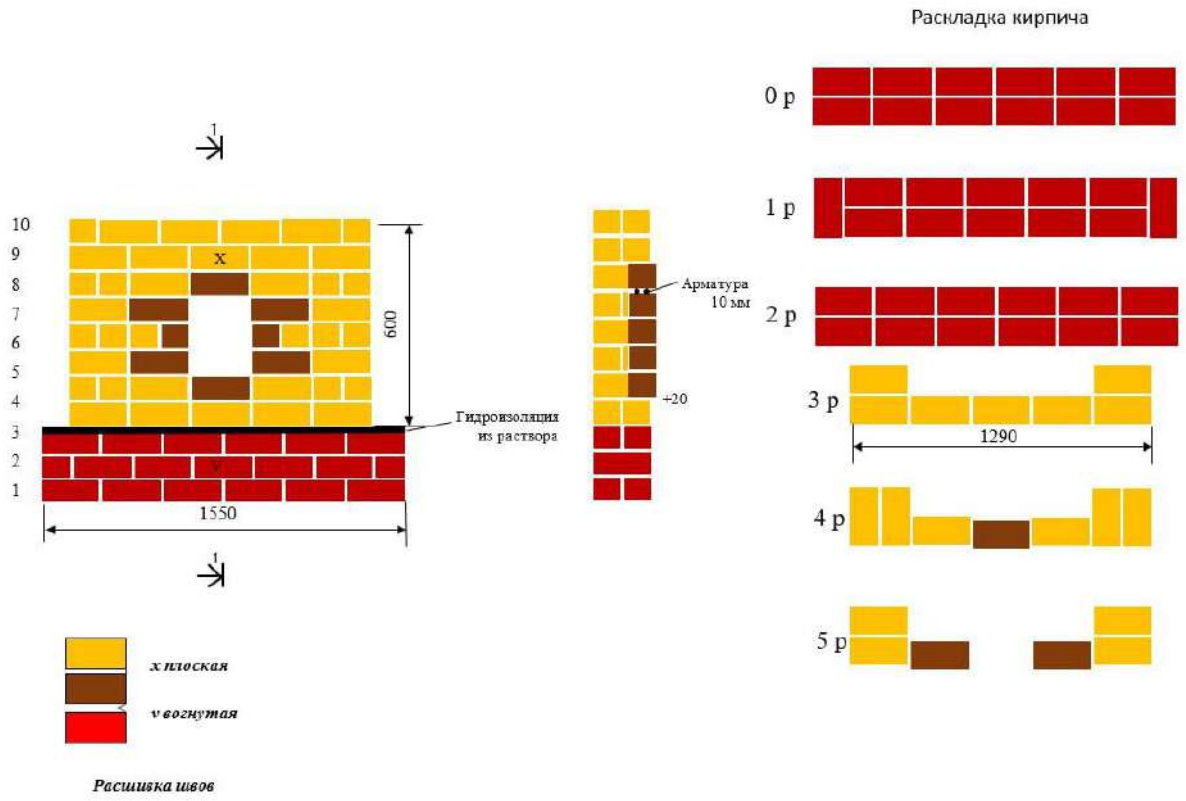 Раскладка кирпича
0 р
1
1 р
10
9
х
8
Арматура
10 мм
7
600
2 р
6
5
4
+20
3 р
Гидроизоляция
из раствора
3
1290
2
v
1
1550
4 р
1
5 р
х плоская
v вогнутая
Расшивка швов